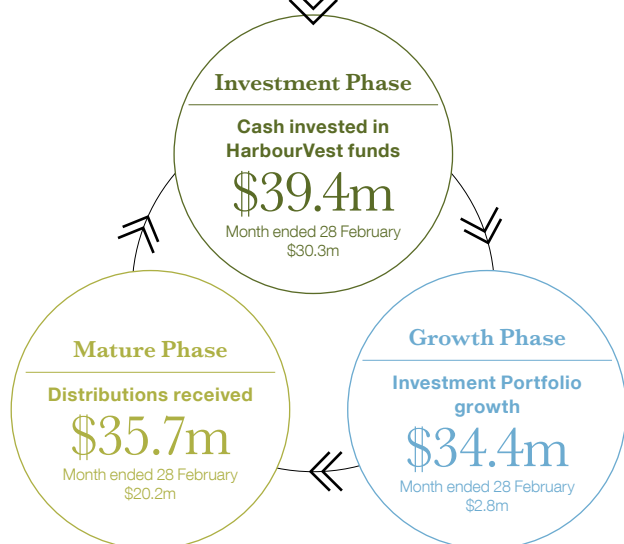 Investment Phase
Cash invested in
HarbourVest funds
$39.4m
Month ended 28 February
$30.3m
Mature Phase
Distributions received
$35.7m
Month ended 28 February
$20.2m
Growth Phase
Investment Portfolio
growth
$34.4m
Month ended 28 February
$2.8m